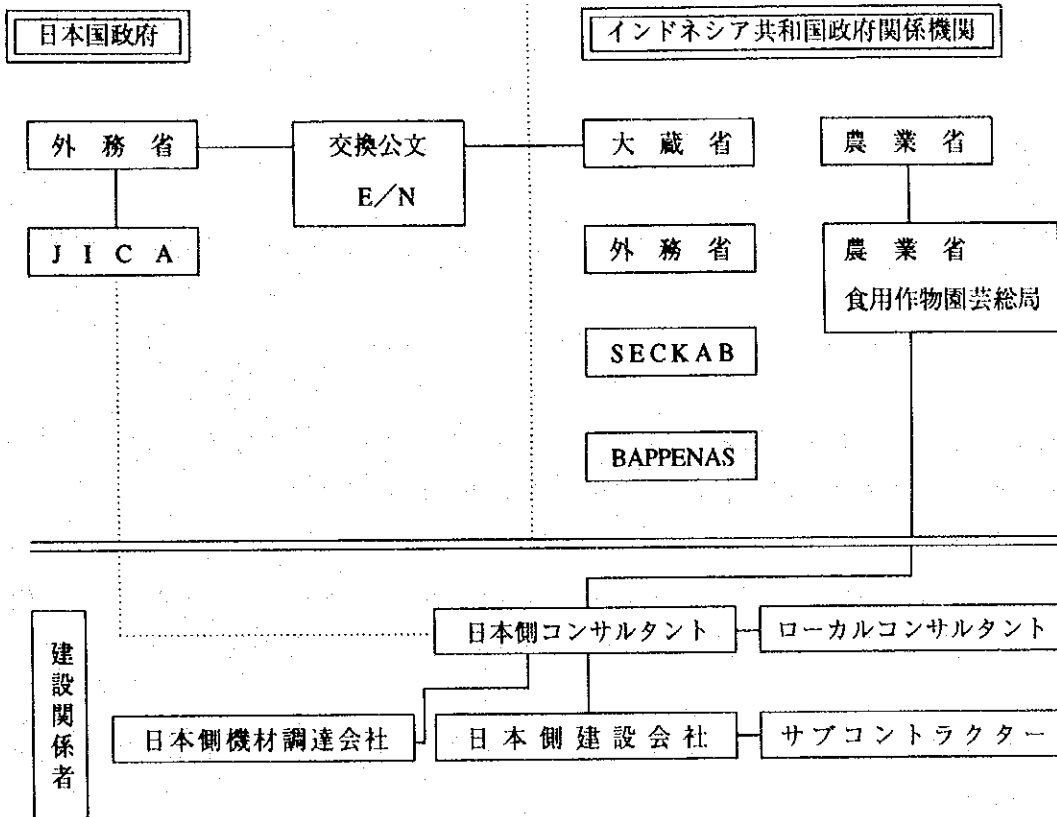 日本国政府
インドネシア共和国政府関係機関
外務省
交換公文
E/N
大蔵省
農業省
JICA
外務省
農業省
食用作物園芸総局
SECKAB
BAPPENAS
建設関係者
日本側コンサルタント
ローカルコンサルタント
日本側機材調達会社
日本側建設会社
サブコントラクター